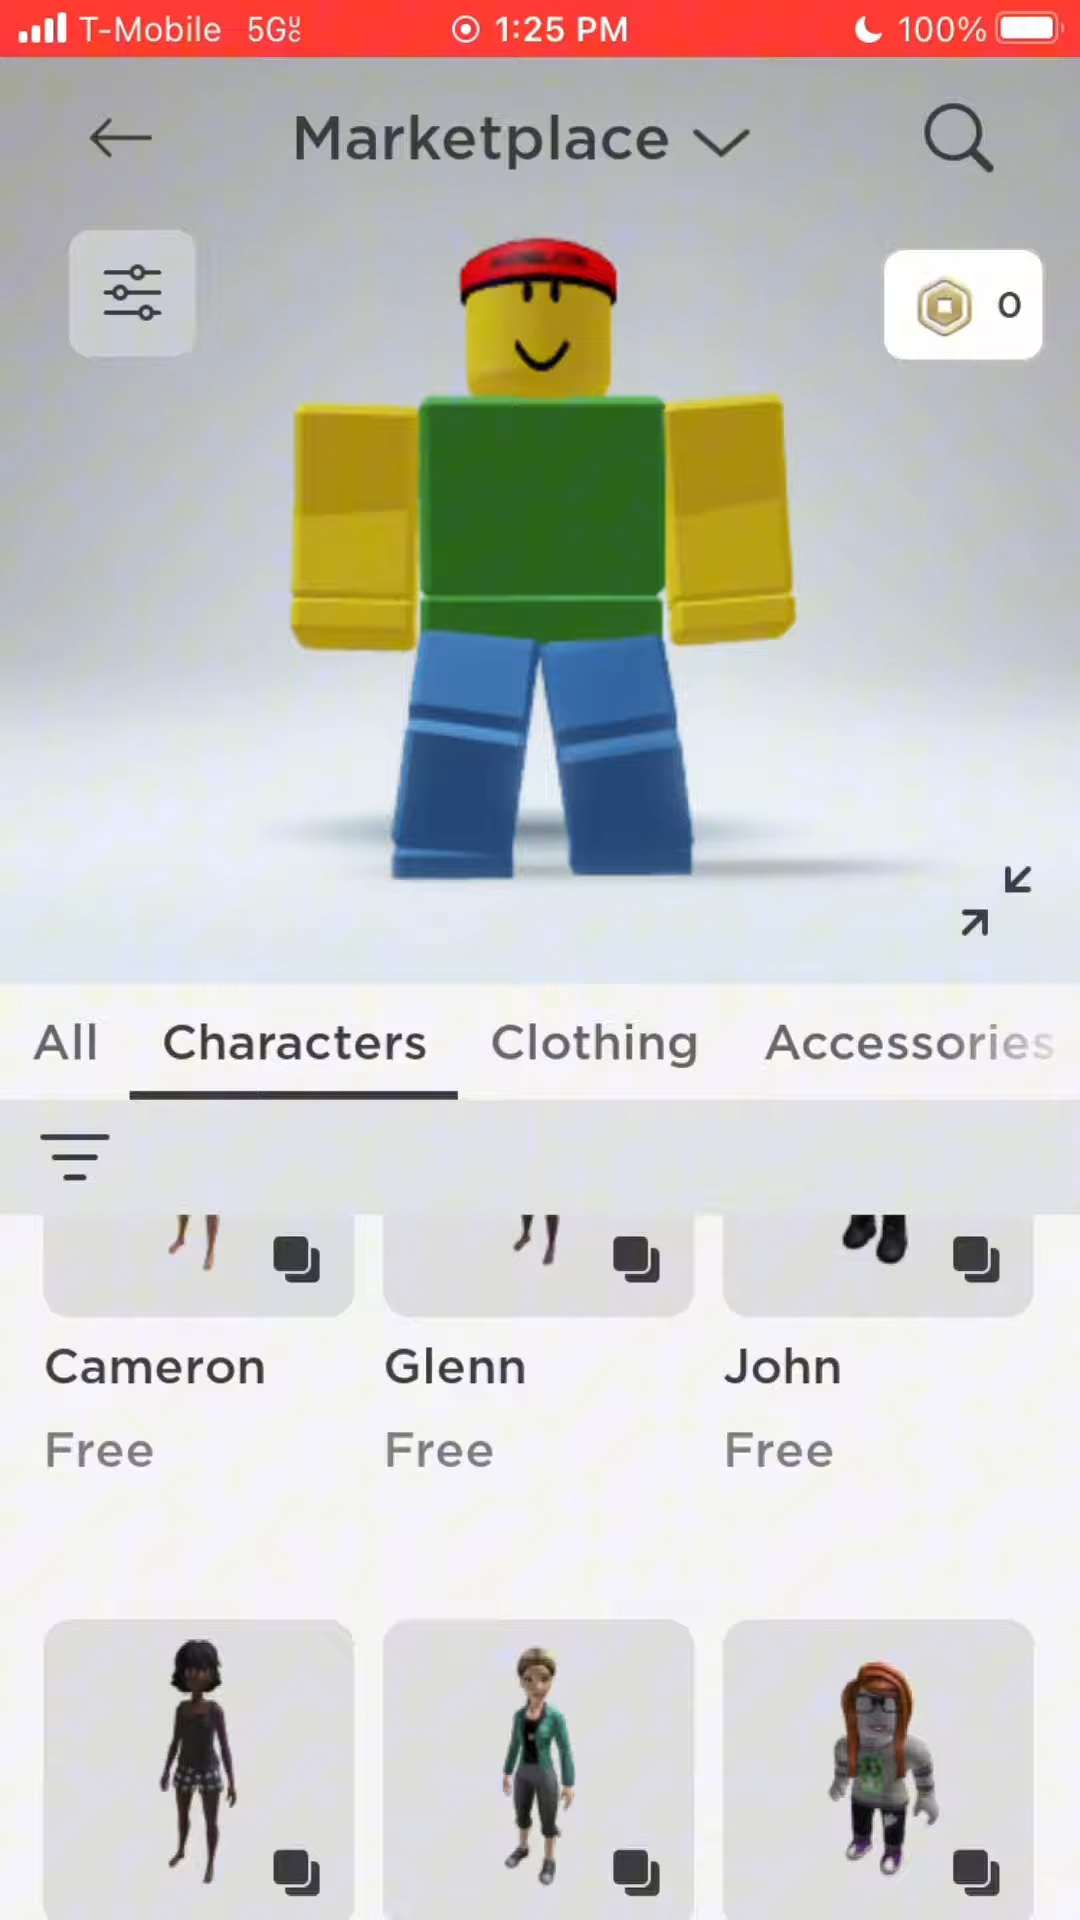 T-Mobile 5G 1:25 PM 100%
Marketplace
0
All Characters Clothing Accessories
Cameron Glenn John
Free Free Free